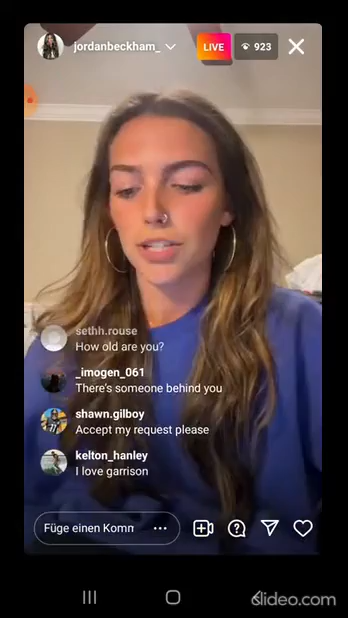 jordanbeckham_
LIVE
923
sethh.rouse
How old are you?
_imogen_061
There's someone behind you
shawn.gilboy
Accept my request please
kelton_hanley
I love garrison
Füge einen Komm
clideo.com